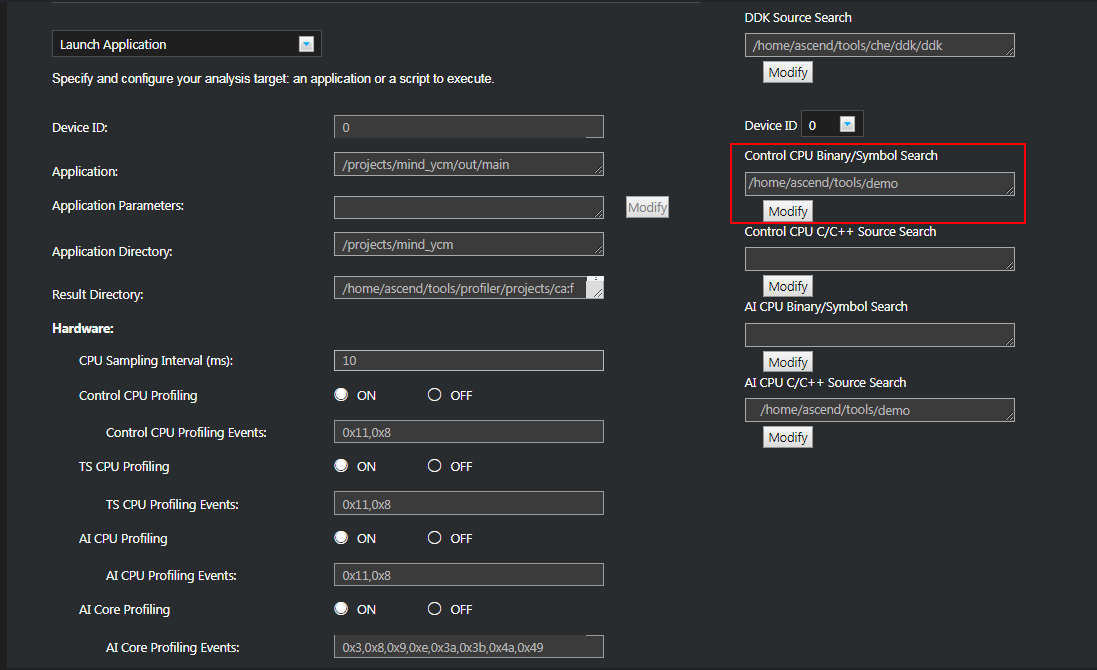 Launch Application
Specify and configure your analysis target: an application or a script to execute.
Device ID:
0
Application:
/projects/mind_ycm/out/main
Application Parameters:
Modify
Application Directory:
/projects/mind_ycm
Result Directory:
/home/ascend/tools/profiler/projects/ca:f
Hardware:
CPU Sampling Interval (ms):
10
Control CPU Profiling
ON
OFF
Control CPU Profiling Events:
0x11,0x8
TS CPU Profiling
ON
OFF
TS CPU Profiling Events:
0x11,0x8
AI CPU Profiling
ON
OFF
AI CPU Profiling Events:
0x11,0x8
AI Core Profiling
ON
OFF
AI Core Profiling Events:
0x3,0x8,0x9,0xe,0x3a,0x3b,0x4a,0x49
DDK Source Search
/home/ascend/tools/che/ddk/ddk
Modify
Device ID 0
Control CPU Binary/Symbol Search
/home/ascend/tools/demo
Modify
Control CPU C/C++ Source Search
Modify
AI CPU Binary/Symbol Search
Modify
AI CPU C/C++ Source Search
/home/ascend/tools/demo
Modify